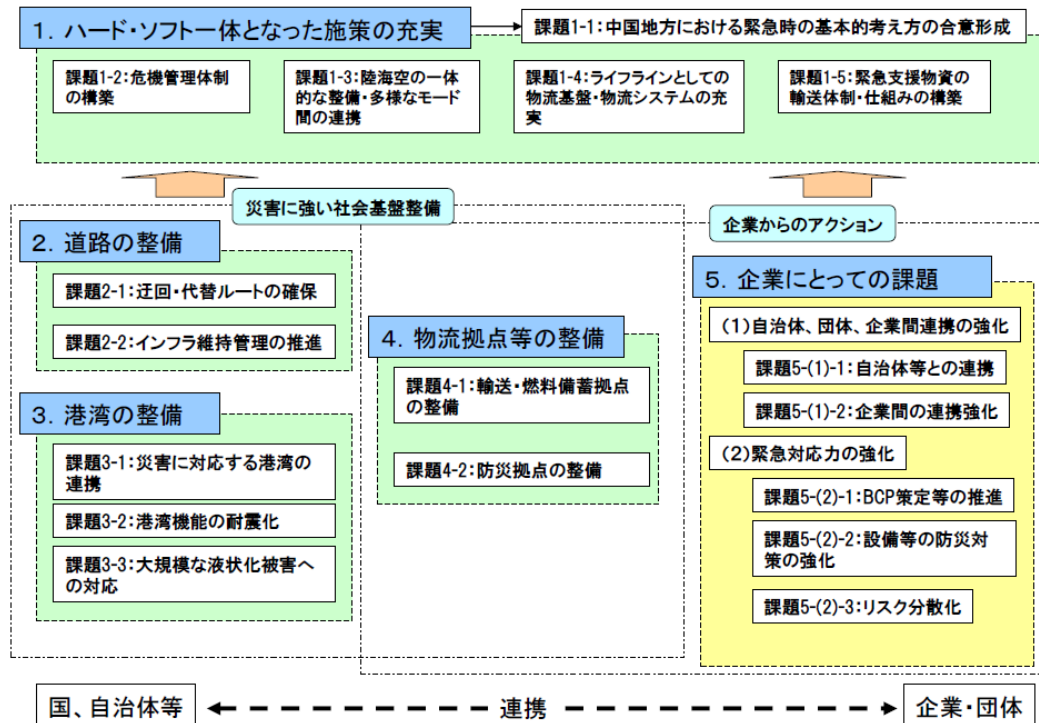 1．ハード・ソフト一体となった施策の充実
課題1-1：中国地方における緊急時の基本的考え方の合意形成
課題1-2：危機管理体制
の構築
課題1-3：陸海空の一体
的な整備・多様なモード
間の連携
課題1-4：ライフラインとしての
物流基盤・物流システムの充
実
課題1-5：緊急支援物資の
輸送体制・仕組みの構築
災害に強い社会基盤整備
企業からのアクション
2．道路の整備
課題2-1：迂回・代替ルートの確保
課題2-2：インフラ維持管理の推進
3．港湾の整備
課題3-1：災害に対応する港湾の
連携
課題3-2：港湾機能の耐震化
課題3-3：大規模な液状化被害へ
の対応
4．物流拠点等の整備
課題4-1：輸送・燃料備蓄拠点
の整備
課題4-2：防災拠点の整備
5．企業にとっての課題
(1)自治体、団体、企業間連携の強化
課題5-(1)-1：自治体等との連携
課題5-(1)-2：企業間の連携強化
(2)緊急対応力の強化
課題5-(2)-1：BCP策定等の推進
課題5-(2)-2：設備等の防災対
策の強化
課題5-(2)-3：リスク分散化
国、自治体等
連携
企業・団体